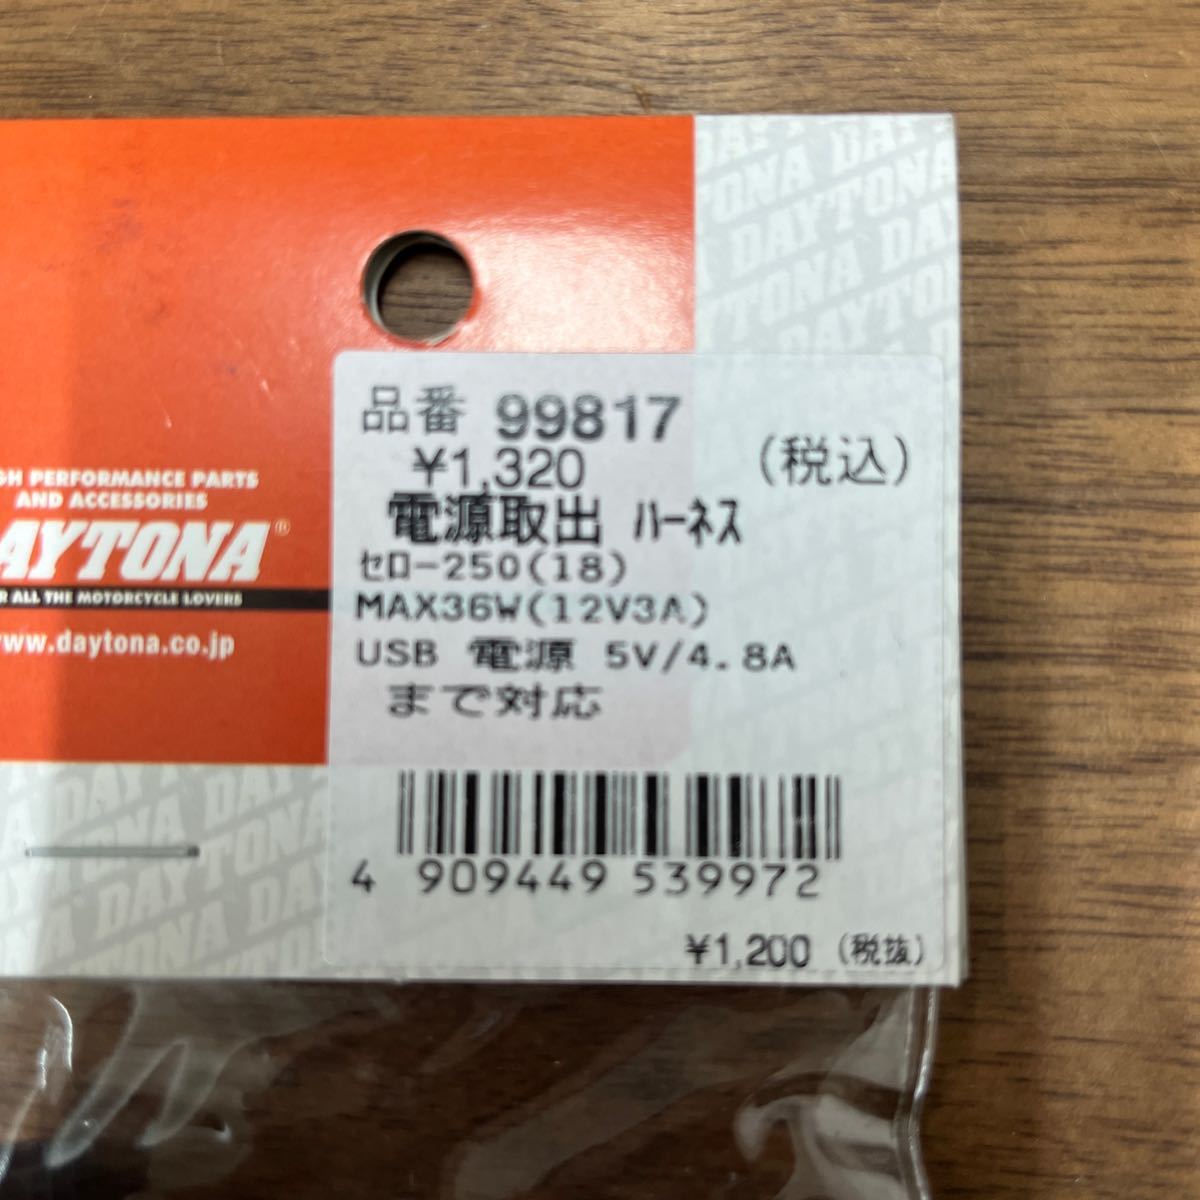 品番 99817
¥1,320 (税込)
電源取出 ハーネス
セロー250(18)
MAX36W(12V3A)
USB 電源 5V/4.8A
まで対応
4 909449 539972
¥1,200 (税抜)
GH PERFORMANCE PARTS
AND ACCESSORIES
AYTONA®
R ALL THE MOTORCYCLE LOVERS
www.daytona.co.jp
DAYTONA DAYTONA